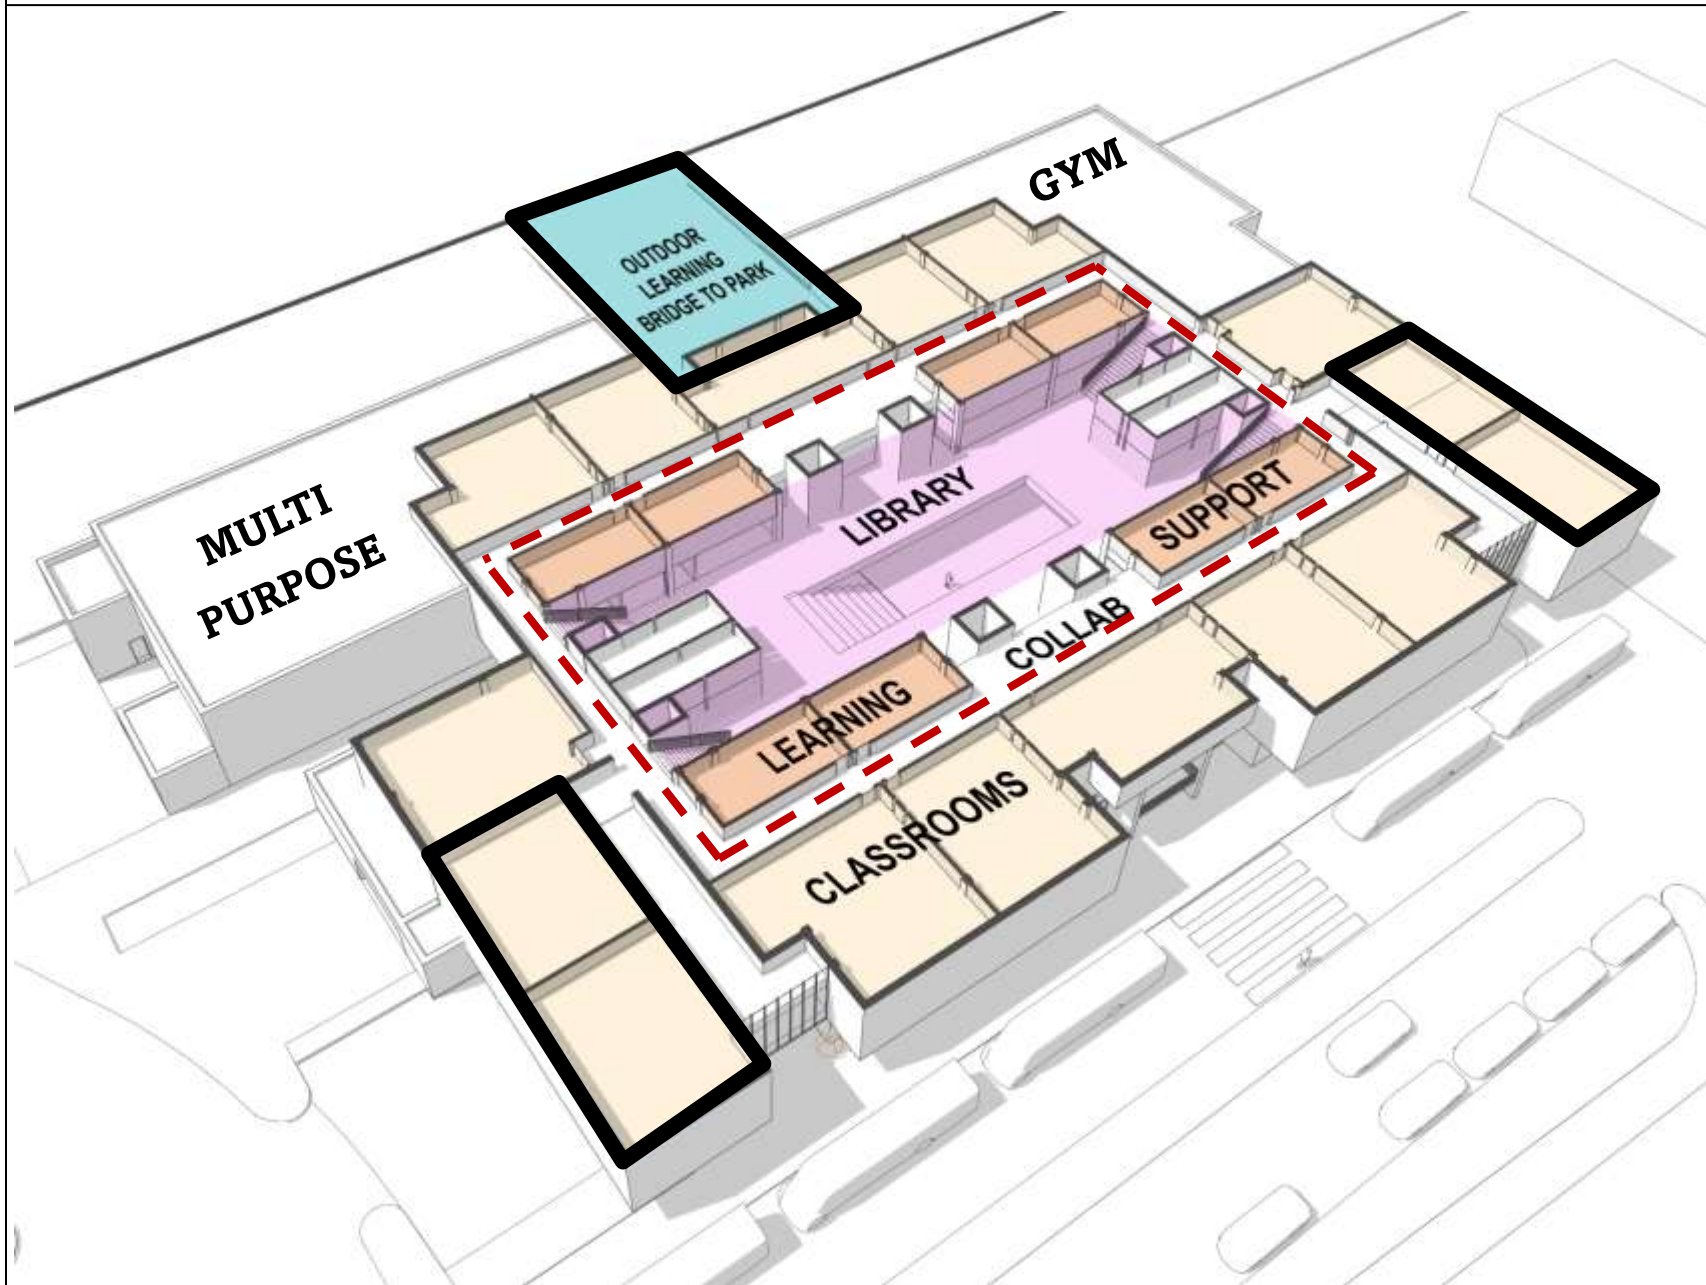 GYM
OUTDOOR
LEARNING
BRIDGE TO PARK
MULTI
PURPOSE
LIBRARY
SUPPORT
COLLAB
LEARNING
CLASSROOMS